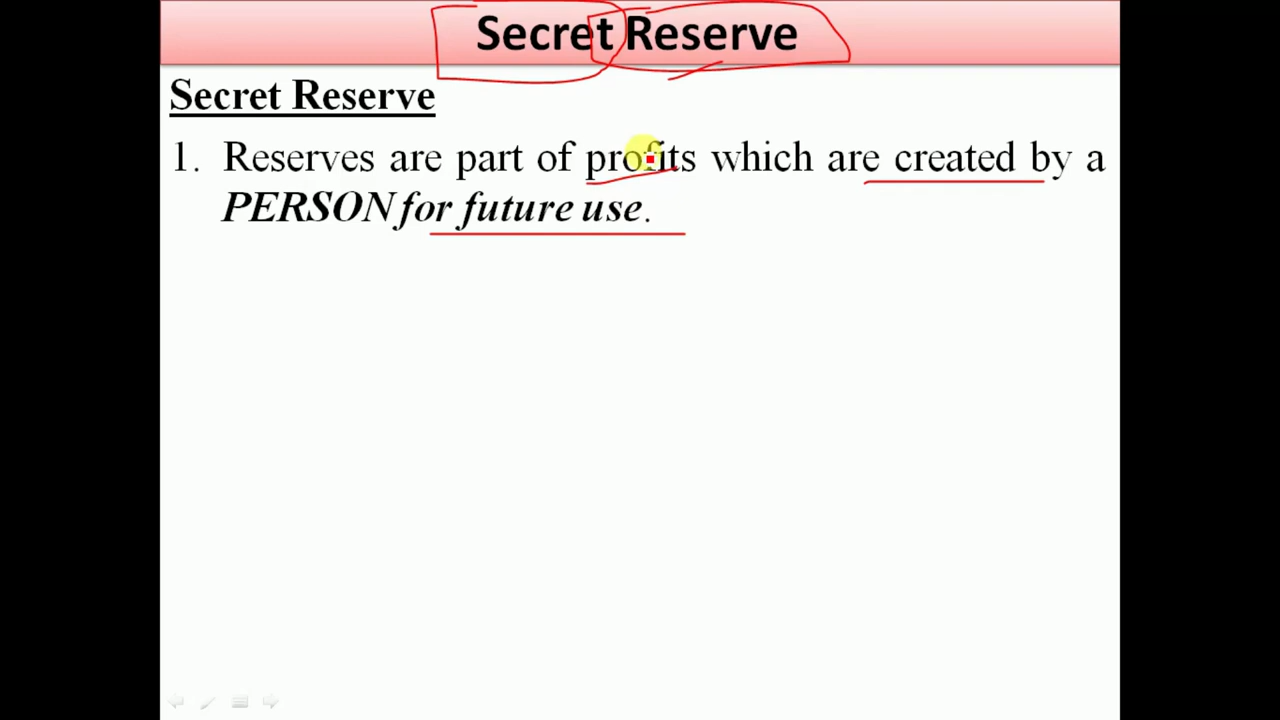 Secret Reserve
Secret Reserve
1. Reserves are part of profits which are created by a
PERSON for future use.